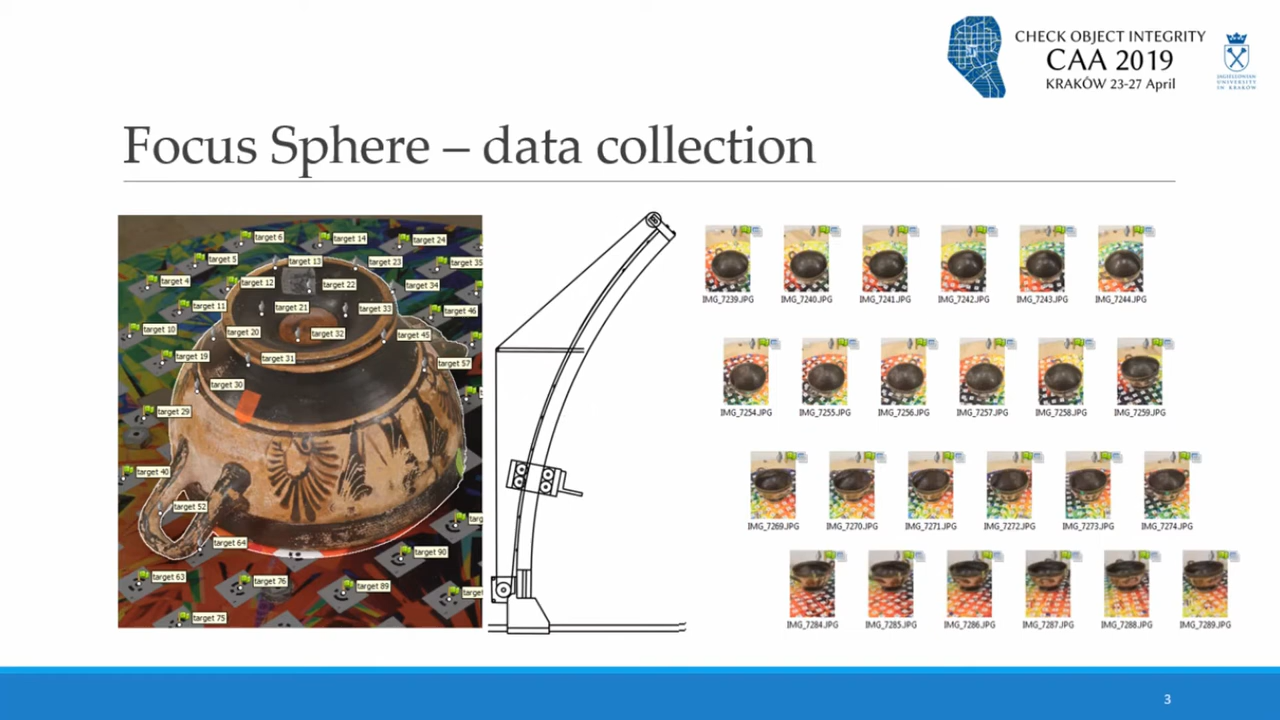 CHECK OBJECT INTEGRITY
CAA 2019
KRAKÓW 23-27 April
JAGIELLONIAN
UNIVERSITY
IN KRAKÓW
Focus Sphere – data collection
target 6
target 14
target 24
target 5
target 13
target 23
target 35
target 4
target 12
target 22
target 34
target 11
target 21
target 33
target 46
target 10
target 20
target 32
target 45
target 19
target 31
target 57
target 30
target 29
target 40
target 52
targ
target 64
target 90
target 63
target 76
target 89
target
target 75
IMG_7239.JPG IMG_7240.JPG IMG_7241.JPG IMG_7242.JPG IMG_7243.JPG IMG_7244.JPG
IMG_7254.JPG IMG_7255.JPG IMG_7256.JPG IMG_7257.JPG IMG_7258.JPG IMG_7259.JPG
IMG_7269.JPG IMG_7270.JPG IMG_7271.JPG IMG_7272.JPG IMG_7273.JPG IMG_7274.JPG
IMG_7284.JPG IMG_7285.JPG IMG_7286.JPG IMG_7287.JPG IMG_7288.JPG IMG_7289.JPG
3